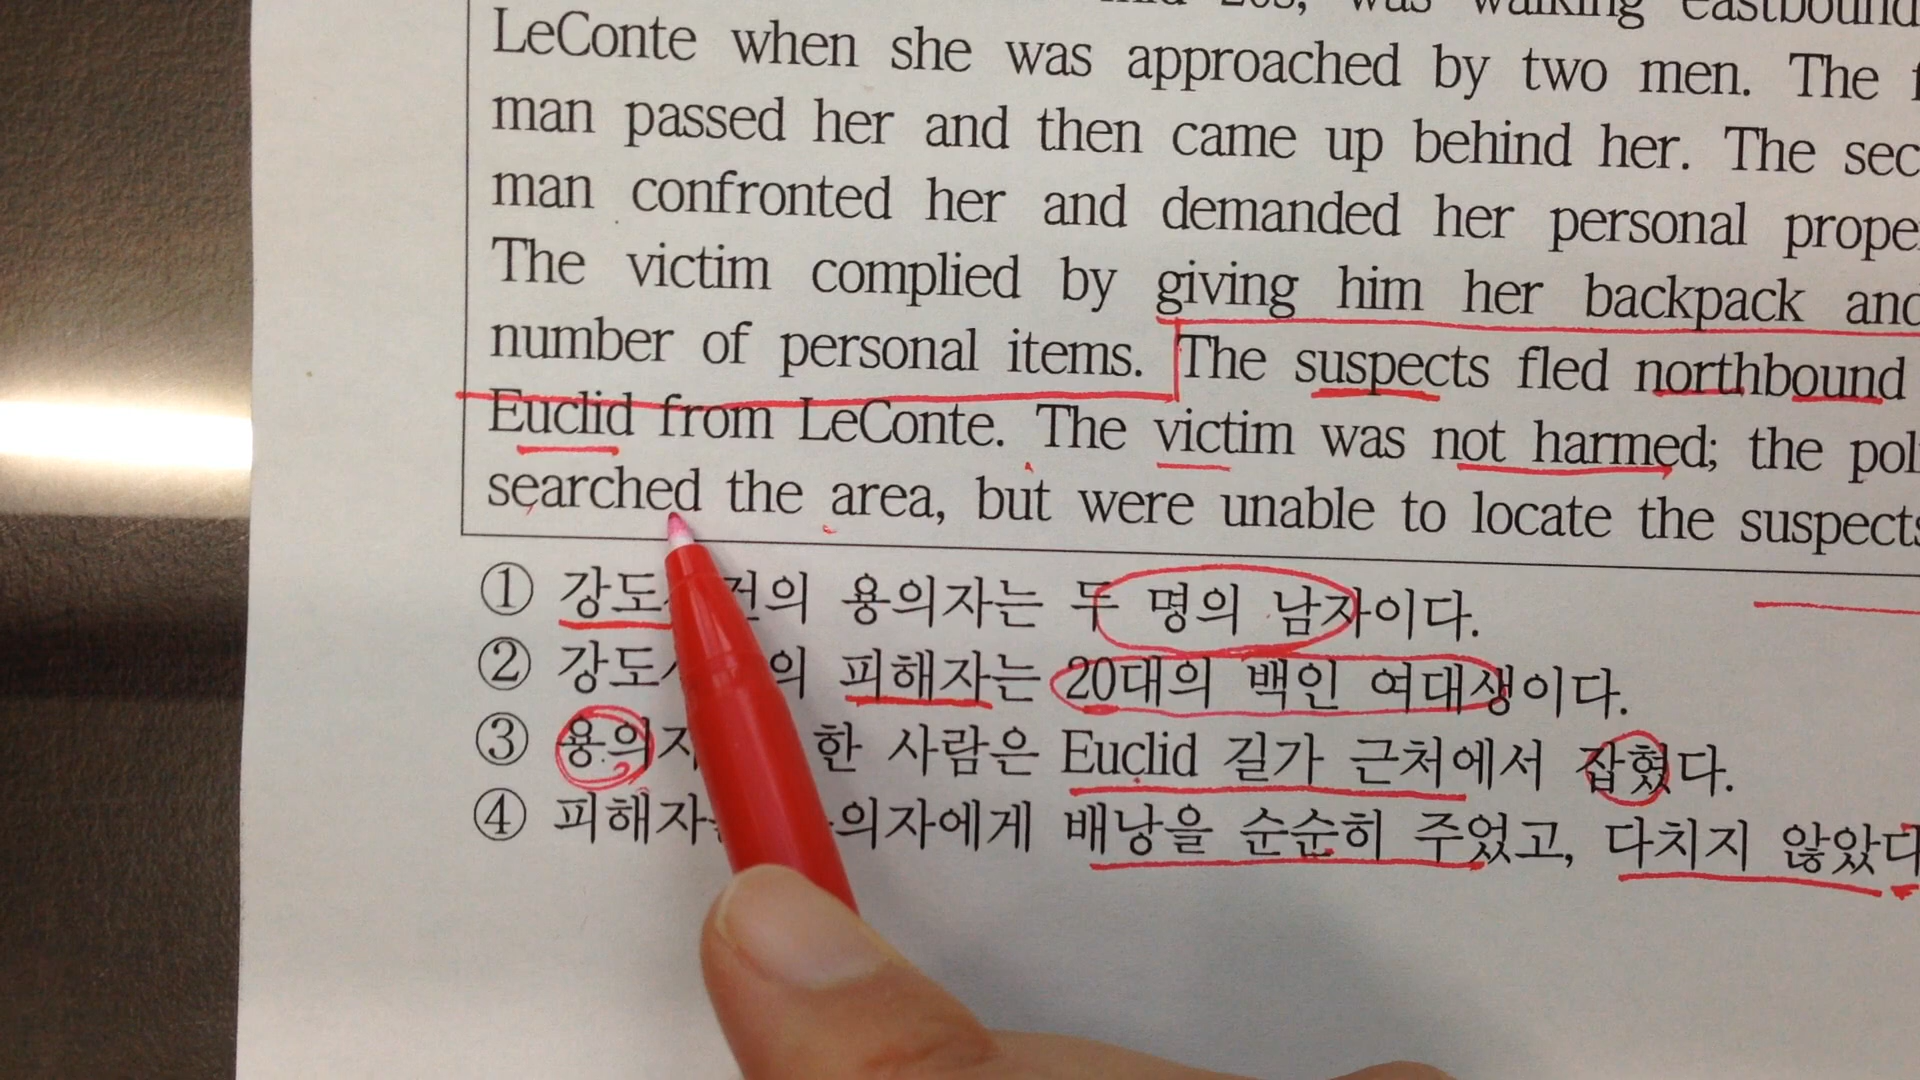 20s, was walking eastbound
LeConte when she was approached by two men. The
man passed her and then came up behind her. The sec
man confronted her and demanded her personal prope
The victim complied by giving him her backpack and
number of personal items. The suspects fled northbound
Euclid from LeConte. The victim was not harmed; the pol
searched the area, but were unable to locate the suspects
① 강도 건의 용의자는 두 명의 남자이다.
② 강도 의 피해자는 20대의 백인 여대생이다.
③ 용의자 한 사람은 Euclid 길가 근처에서 잡혔다.
④ 피해자 의자에게 배낭을 순순히 주었고, 다치지 않았다